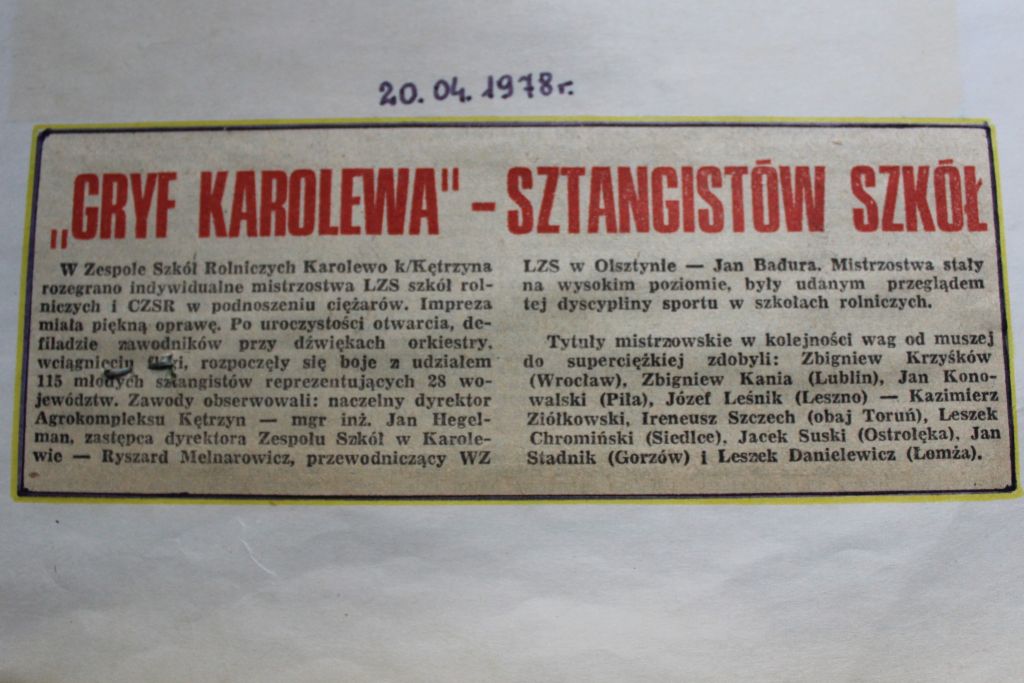 20.04.1978r.
„GRYF KAROLEWA" – SZTANGISTÓW SZKÓŁ
W Zespole Szkół Rolniczych Karolewo k/Kętrzyna
rozegrano indywidualne mistrzostwa LZS szkół rol-
niczych i CZSR w podnoszeniu ciężarów. Impreza
miała piękną oprawę. Po uroczystości otwarcia, de-
filadzie zawodników przy dźwiękach orkiestry,
wciągnięciu flagi, rozpoczęły się boje z udziałem
115 młodych sztangistów reprezentujących 28 wo-
jewództw. Zawody obserwowali: naczelny dyrektor
Agrokompleksu Kętrzyn — mgr inż. Jan Hegel-
man, zastępca dyrektora Zespołu Szkół w Karole-
wie — Ryszard Melnarowicz, przewodniczący WZ
LZS w Olsztynie — Jan Badura. Mistrzostwa stały
na wysokim poziomie, były udanym przeglądem
tej dyscypliny sportu w szkołach rolniczych.
Tytuły mistrzowskie w kolejności wag od muszej
do superciężkiej zdobyli: Zbigniew Krzyśków
(Wrocław), Zbigniew Kania (Lublin), Jan Kono-
walski (Piła), Józef Leśnik (Leszno) — Kazimierz
Ziółkowski, Ireneusz Szczech (obaj Toruń), Leszek
Chromiński (Siedlce), Jacek Suski (Ostrołęka), Jan
Stadnik (Gorzów) i Leszek Danielewicz (Łomża).